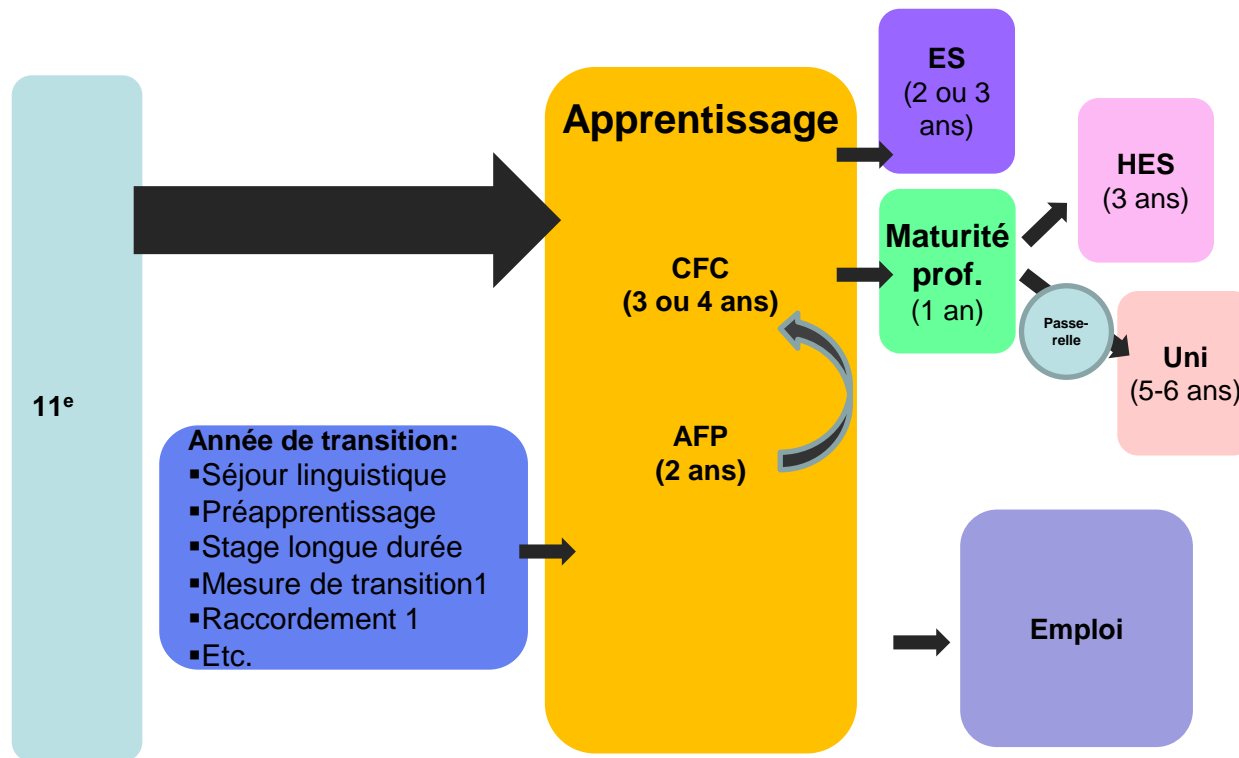 11e
Année de transition:
▪Séjour linguistique
▪Préapprentissage
▪Stage longue durée
▪Mesure de transition1
▪Raccordement 1
▪Etc.
Apprentissage
CFC
(3 ou 4 ans)
AFP
(2 ans)
ES
(2 ou 3
ans)
Maturité
prof.
(1 an)
HES
(3 ans)
Passe-
relle
Uni
(5-6 ans)
Emploi